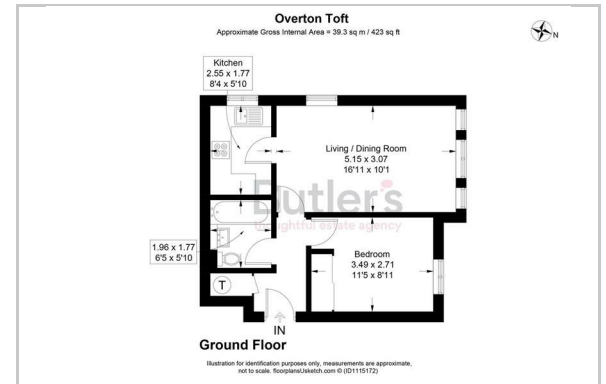 Overton Toft
Approximate Gross Internal Area = 39.3 sq m / 423 sq ft
N
Kitchen
2.55 x 1.77
8'4 x 5'10
Living / Dining Room
5.15 x 3.07
16'11 x 10'1
Butler's
delightful estate agency
1.96 x 1.77
6'5 x 5'10
Bedroom
3.49 x 2.71
11'5 x 8'11
T
IN
Ground Floor
Illustration for identification purposes only, measurements are approximate,
not to scale. floorplansUsketch.com © (ID1115172)